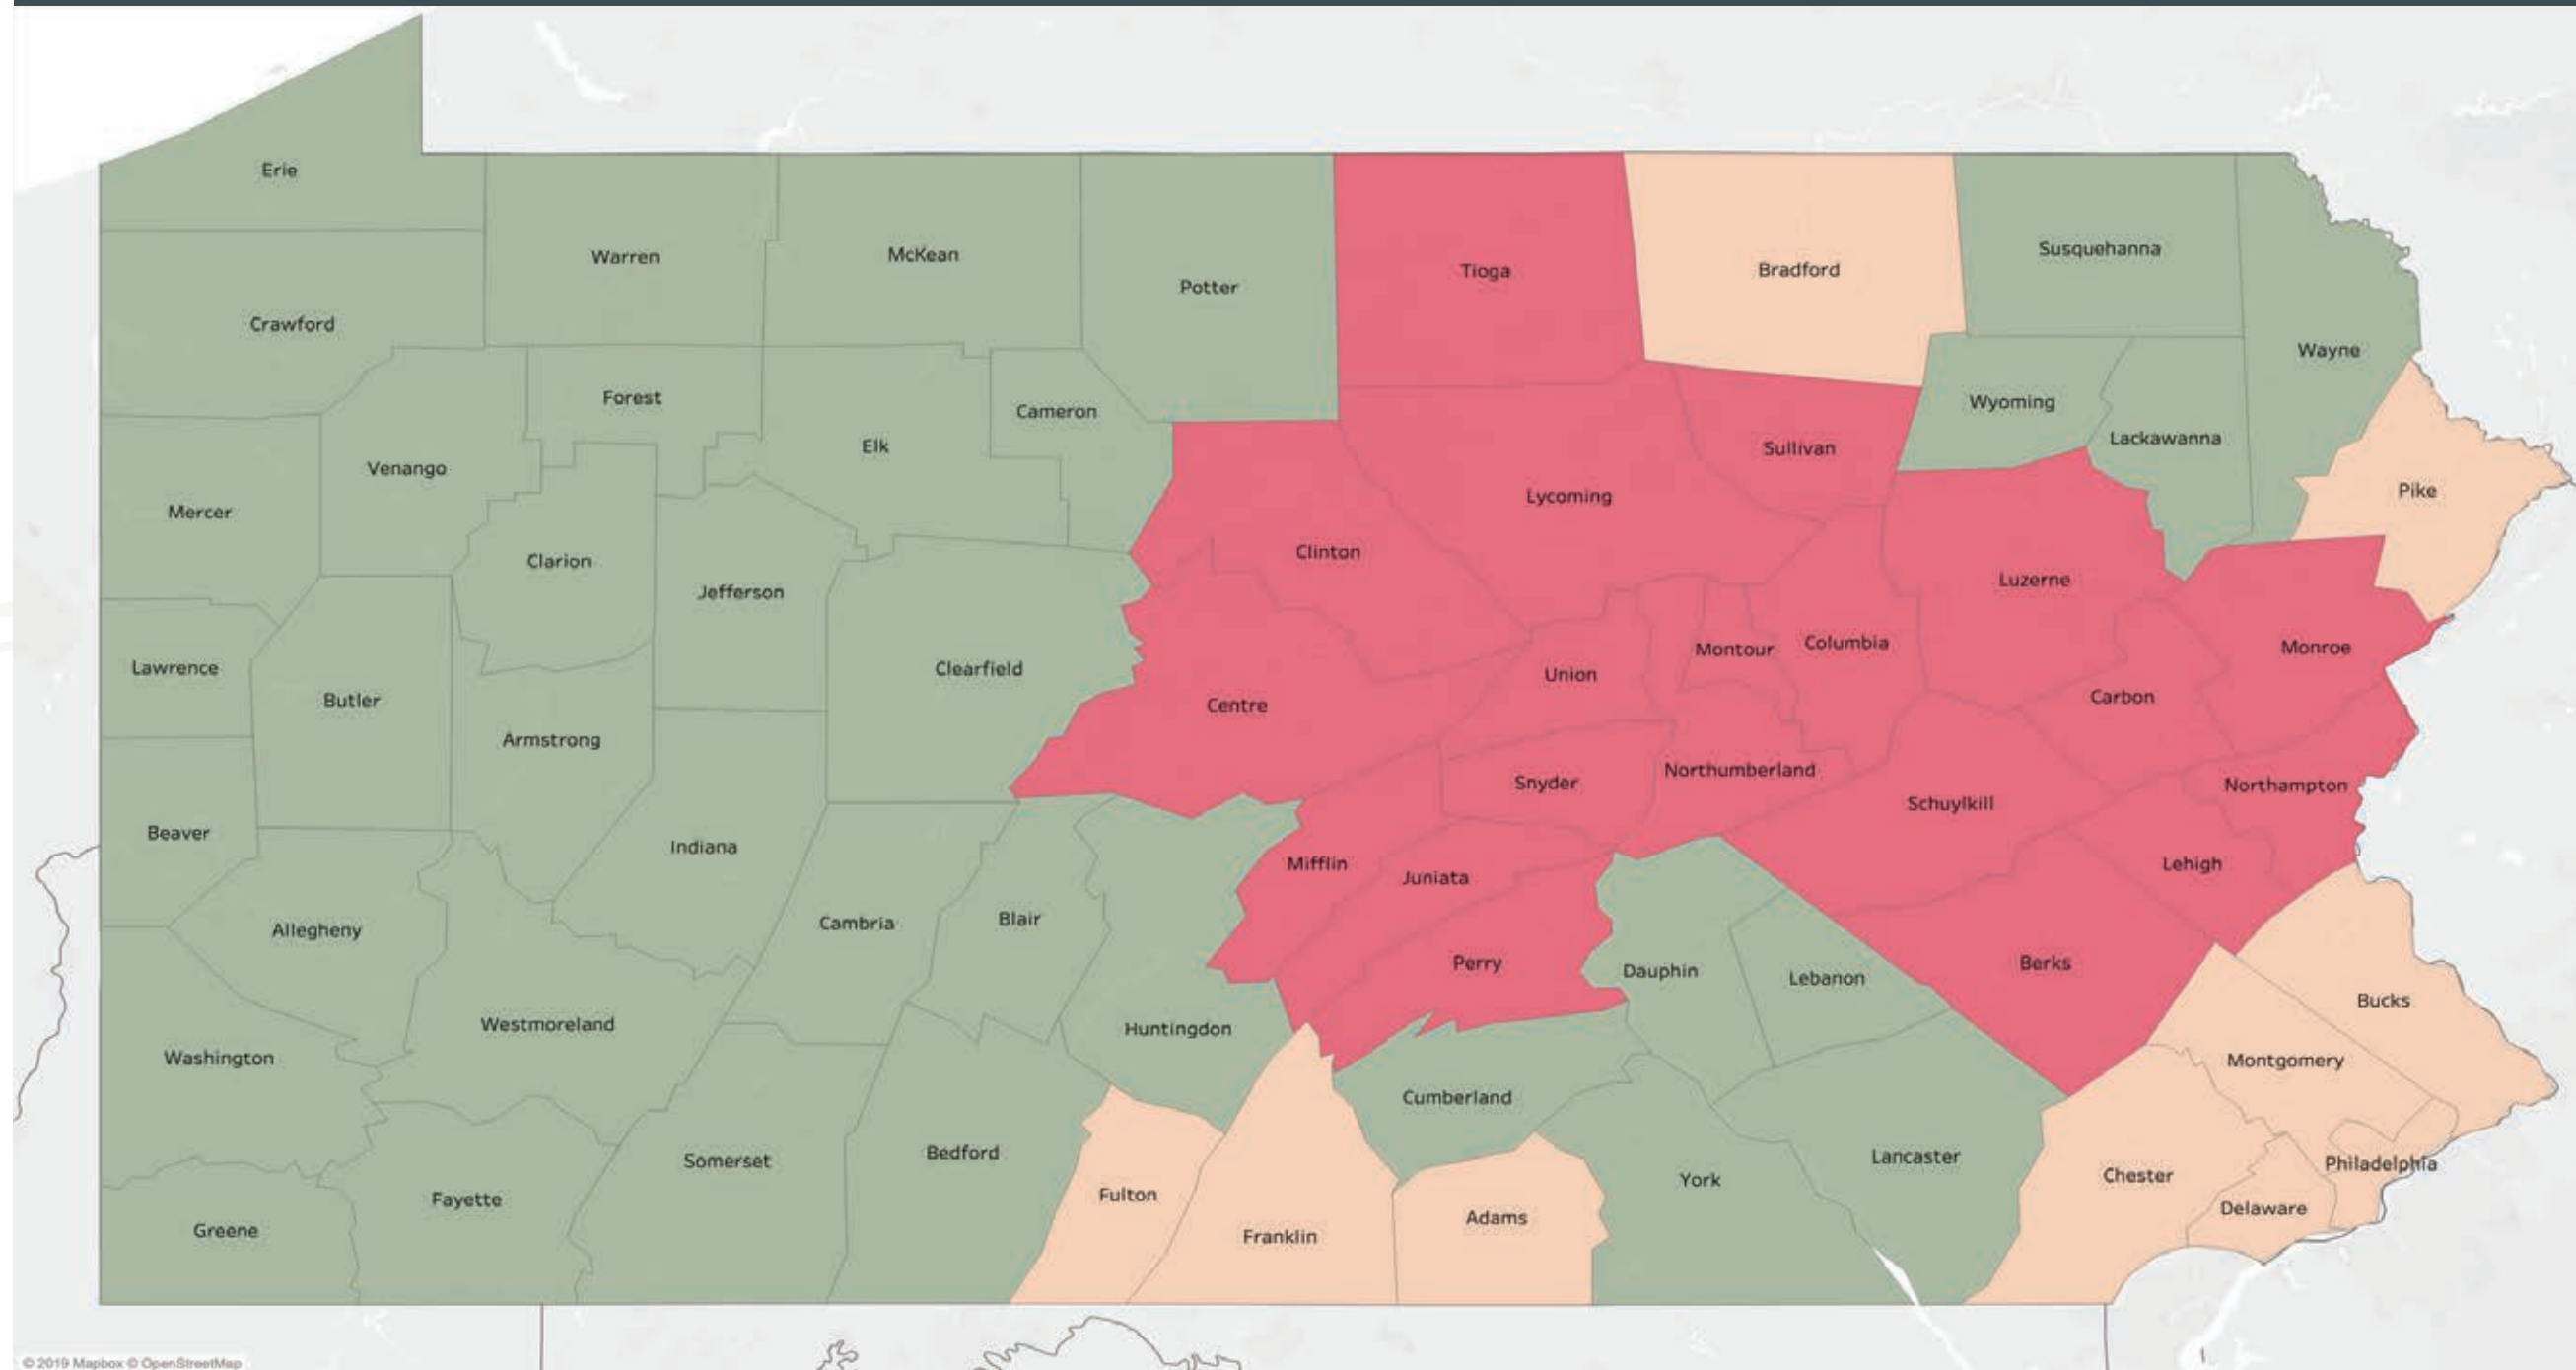 Erie
Warren
McKean
Susquehanna
Tioga
Bradford
Potter
Crawford
Wayne
Forest
Cameron
Wyoming
Lackawanna
Elk
Sullivan
Venango
Lycoming
Pike
Mercer
Clinton
Clarion
Luzerne
Jefferson
Montour
Columbia
Monroe
Lawrence
Clearfield
Union
Butler
Centre
Carbon
Armstrong
Northumberland
Snyder
Northampton
Schuylkill
Beaver
Indiana
Mifflin
Juniata
Lehigh
Allegheny
Cambria
Blair
Perry
Dauphin
Lebanon
Berks
Bucks
Westmoreland
Huntingdon
Washington
Montgomery
Cumberland
Somerset
Bedford
Lancaster
Philadelphia
Chester
York
Fayette
Fulton
Delaware
Greene
Franklin
Adams
© 2019 Mapbox © OpenStreetMap